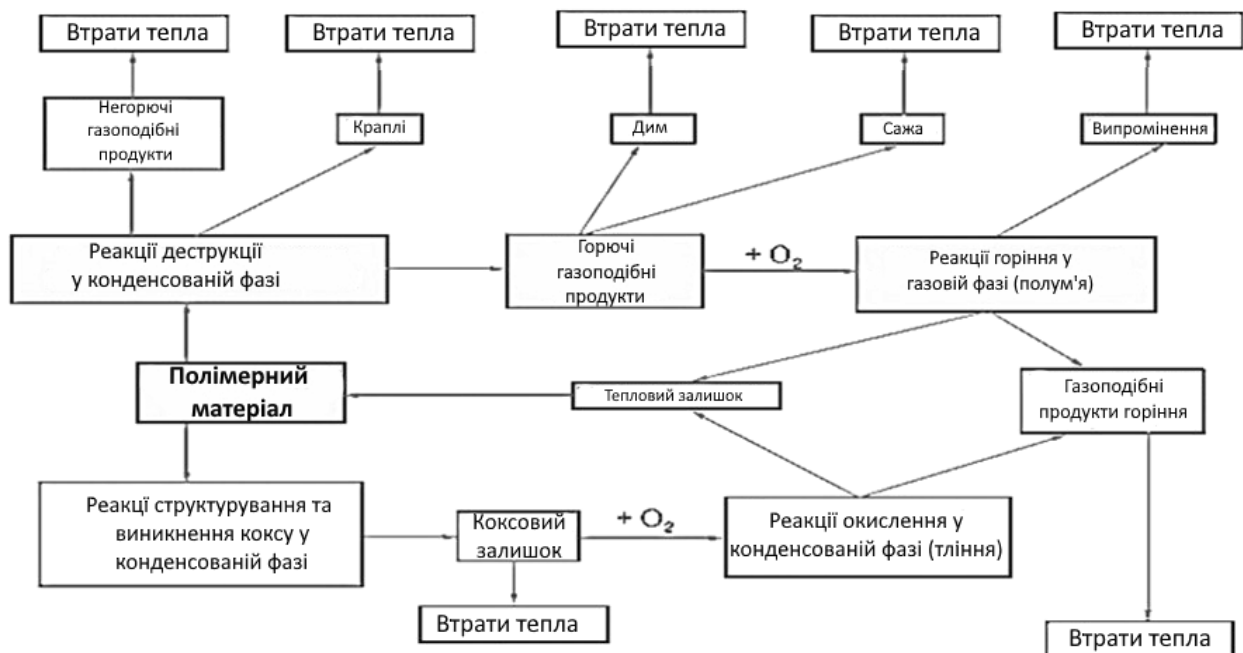 Втрати тепла
Втрати тепла
Втрати тепла
Втрати тепла
Втрати тепла
Негорючі
газоподібні
продукти
Краплі
Дим
Сажа
Випромінення
Реакції деструкції
у конденсованій фазі
Горючі
газоподібні
продукти
+ O₂
Реакції горіння у
газовій фазі (полум'я)
Полімерний
матеріал
Тепловий залишок
Газоподібні
продукти горіння
Реакцї структурування та
виникнення коксу у
конденсованій фазі
Коксовий
залишок
+ O₂
Реакції окислення у
конденсованій фазі (тління)
Втрати тепла
Втрати тепла